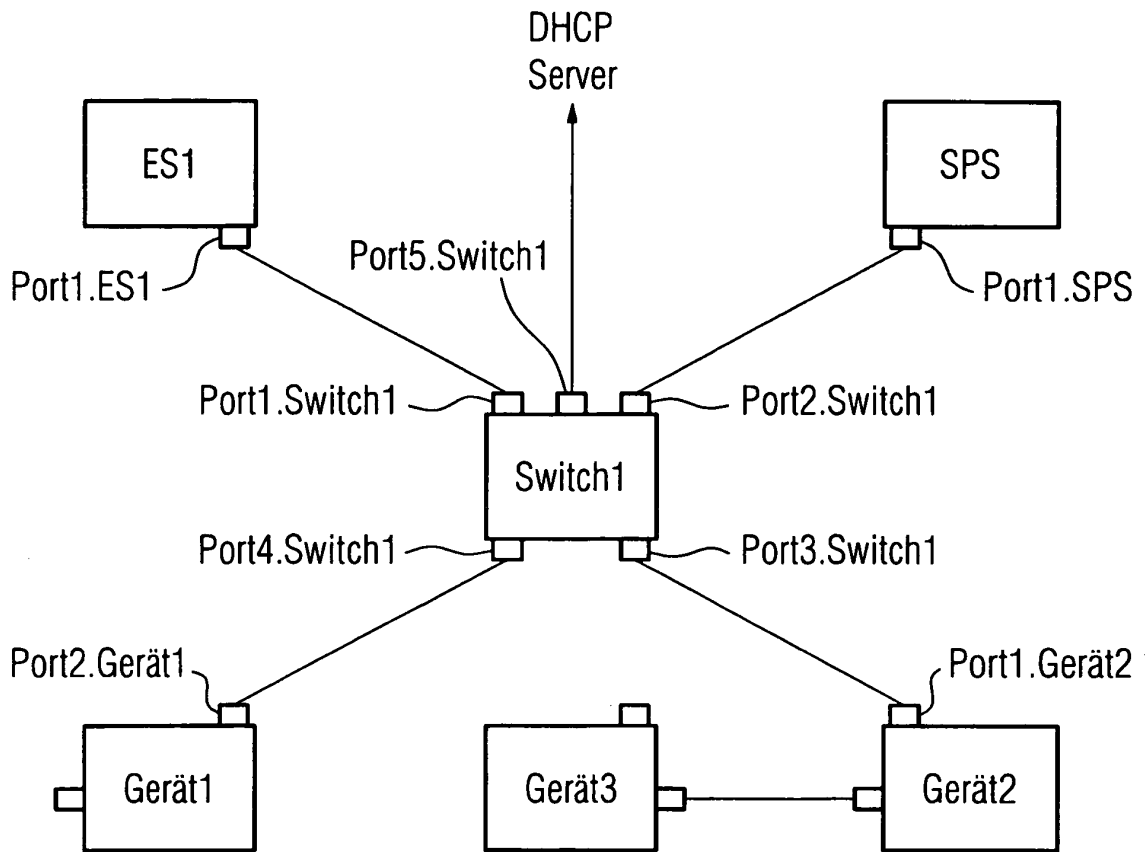 DHCP
Server
ES1
SPS
Port5.Switch1
Port1.ES1
Port1.SPS
Port1.Switch1
Port2.Switch1
Switch1
Port4.Switch1
Port3.Switch1
Port2.Gerät1
Port1.Gerät2
Gerät1
Gerät3
Gerät2